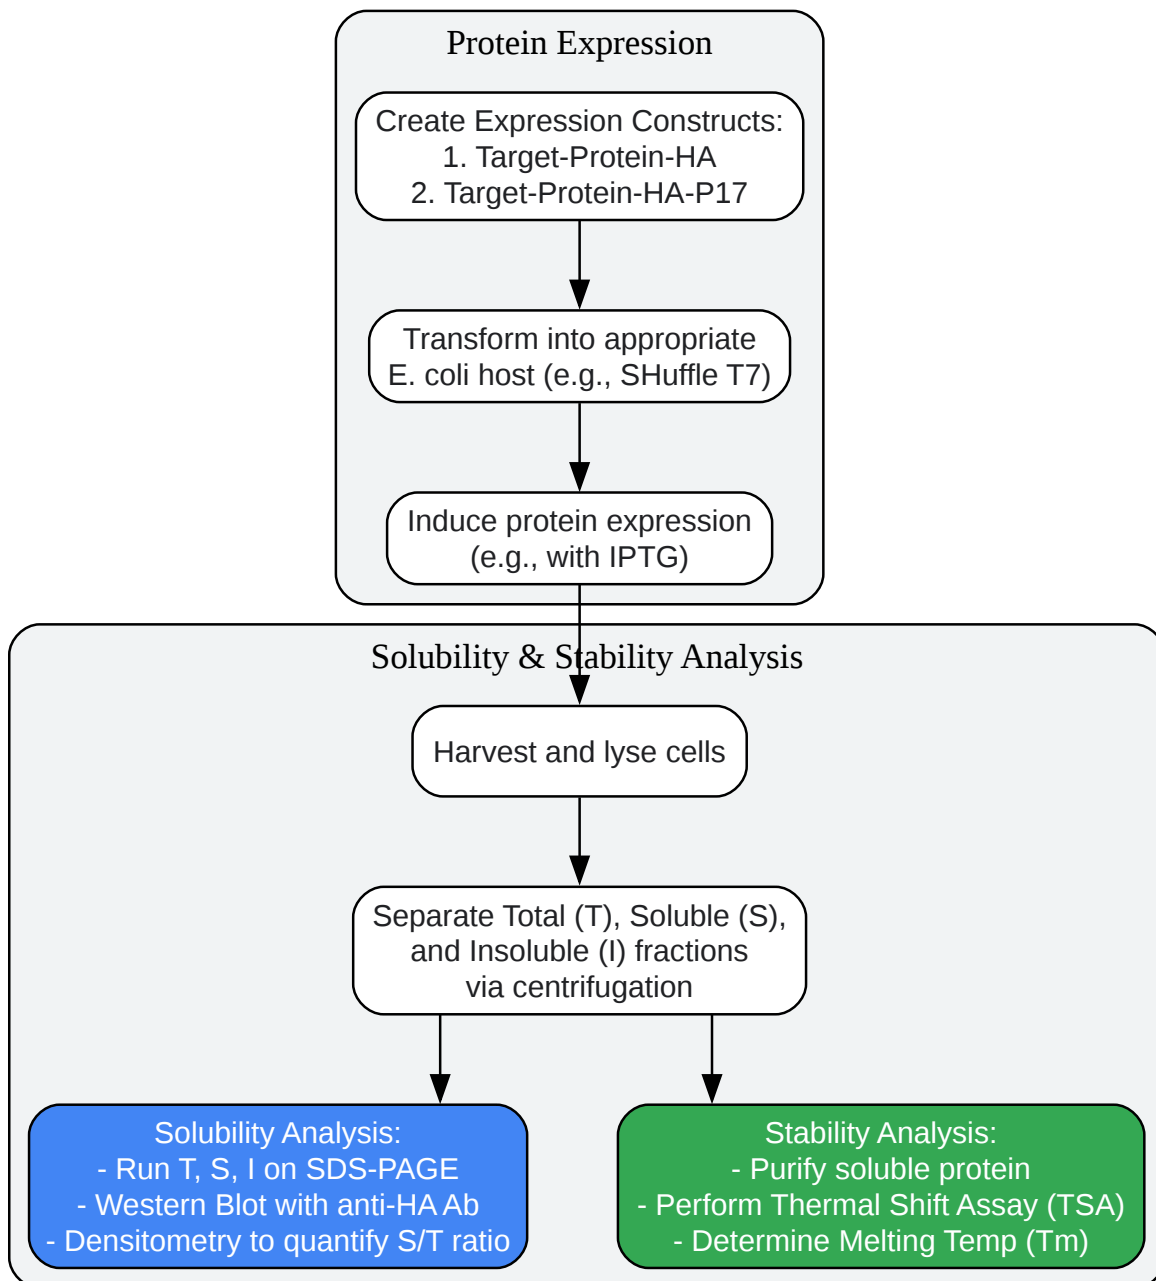 Protein Expression
Create Expression Constructs:
1. Target-Protein-HA
2. Target-Protein-HA-P17
Transform into appropriate
E. coli host (e.g., SHuffle T7)
Induce protein expression
(e.g., with IPTG)
Solubility & Stability Analysis
Harvest and lyse cells
Separate Total (T), Soluble (S),
and Insoluble (I) fractions
via centrifugation
Solubility Analysis:
- Run T, S, I on SDS-PAGE
- Western Blot with anti-HA Ab
- Densitometry to quantify S/T ratio
Stability Analysis:
- Purify soluble protein
- Perform Thermal Shift Assay (TSA)
- Determine Melting Temp (Tm)